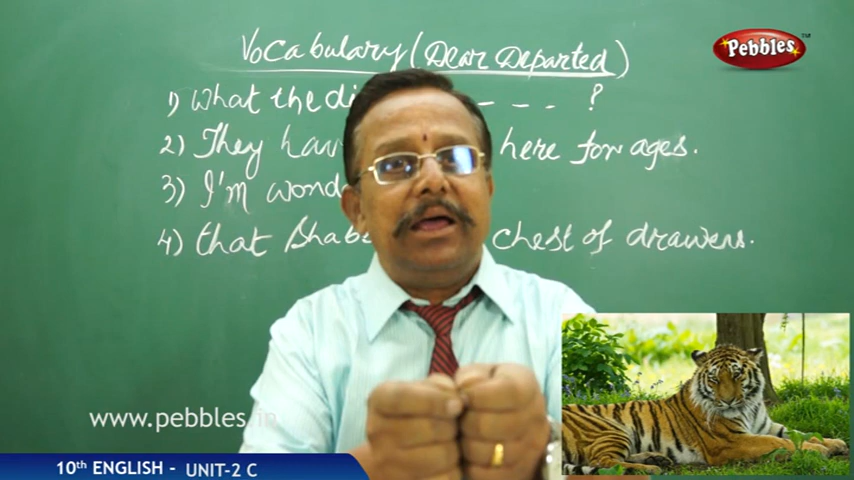 Vocabulary (Dear Departed)
Pebbles™
1) What the di - - - . ?
2) They hav here for ages.
3) I'm wond
4) that Shab chest of drawers.
www.pebbles.in
10th ENGLISH - UNIT-2 C